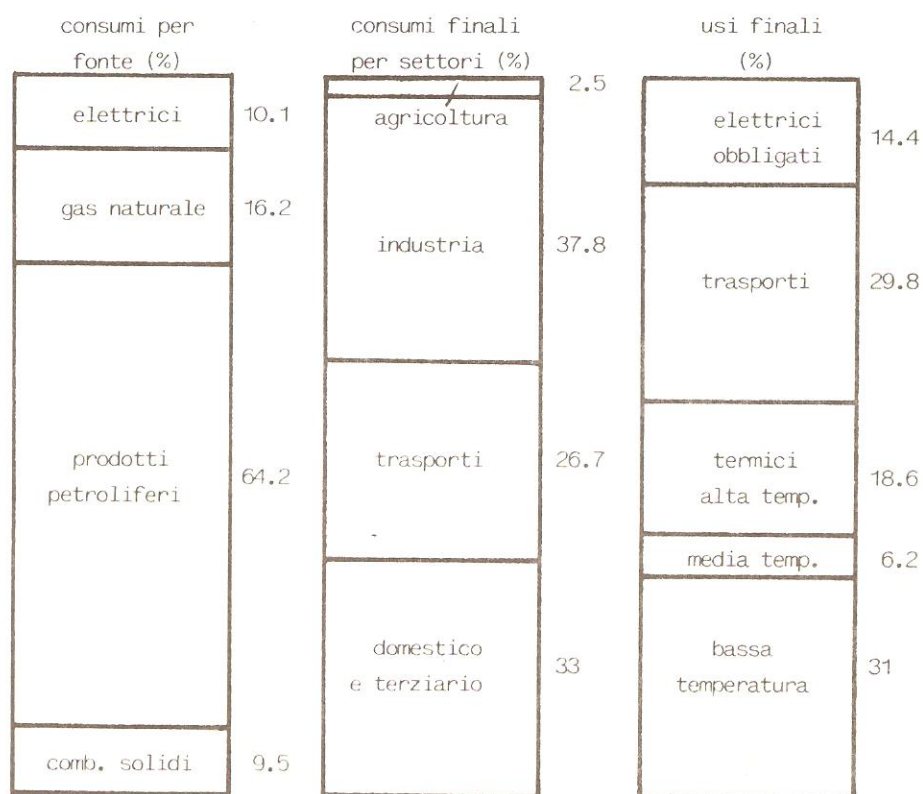 consumi per
fonte (%)
elettrici
10.1
gas naturale
16.2
prodotti
petroliferi
64.2
comb. solidi
9.5
consumi finali
per settori (%)
2.5
agricoltura
industria
37.8
trasporti
26.7
domestico
e terziario
33
usi finali
(%)
elettrici
obbligati
14.4
trasporti
29.8
termici
alta temp.
18.6
media temp.
6.2
bassa
temperatura
31